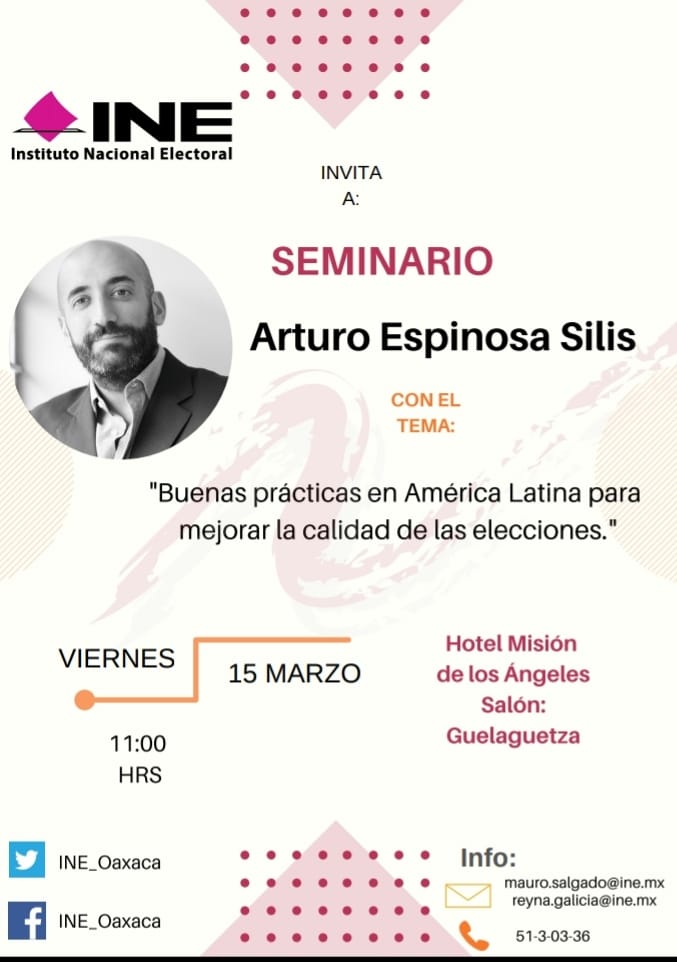 INE
Instituto Nacional Electoral
INVITA
A:
SEMINARIO
Arturo Espinosa Silis
CON EL
TEMA:
"Buenas prácticas en América Latina para
mejorar la calidad de las elecciones."
VIERNES
15 MARZO
11:00
HRS
Hotel Misión
de los Ángeles
Salón:
Guelaguetza
INE_Oaxaca
INE_Oaxaca
Info:
mauro.salgado@ine.mx
reyna.galicia@ine.mx
51-3-03-36